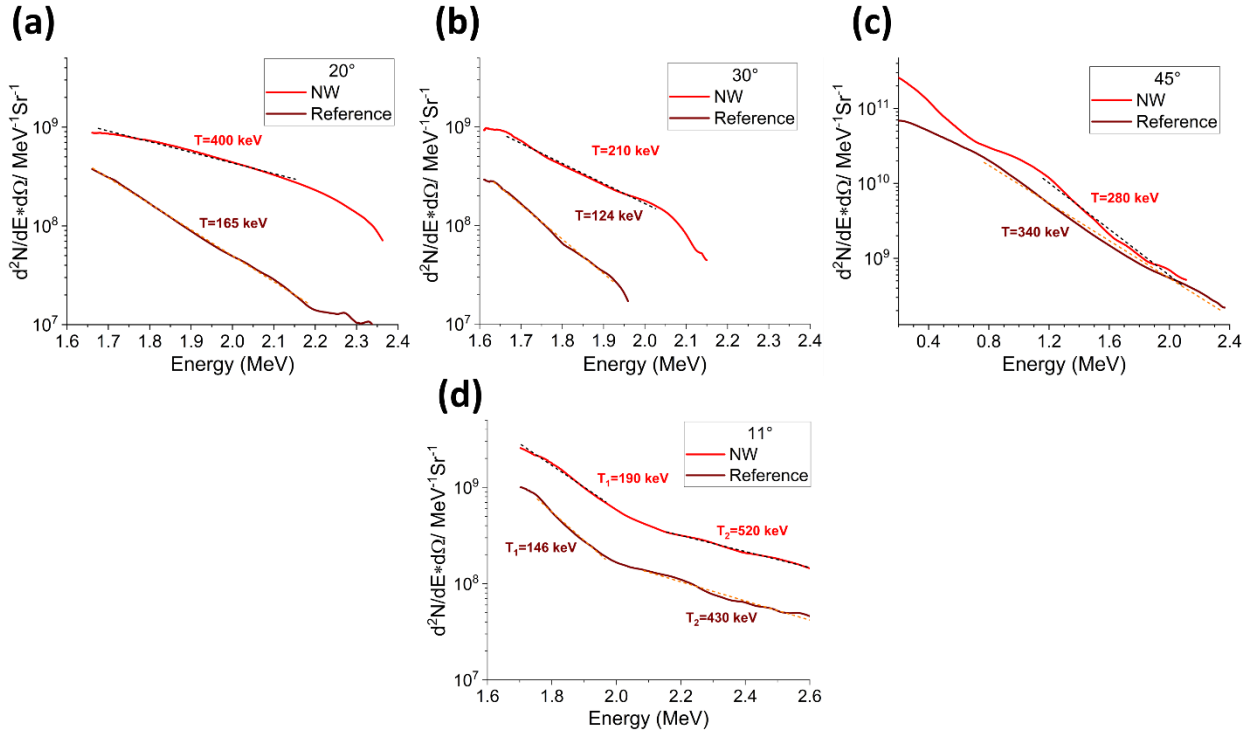 (a)
20°
NW
Reference
T=400 keV
T=165 keV
10⁹
10⁸
10⁷
d²N/dE*dΩ/ MeV⁻¹Sr⁻¹
1.6 1.7 1.8 1.9 2.0 2.1 2.2 2.3 2.4
Energy (MeV)
(b)
30°
NW
Reference
T=210 keV
T=124 keV
10⁹
10⁸
10⁷
d²N/dE*dΩ/ MeV⁻¹Sr⁻¹
1.6 1.7 1.8 1.9 2.0 2.1 2.2 2.3 2.4
Energy (MeV)
(c)
45°
NW
Reference
T=280 keV
T=340 keV
10¹¹
10¹⁰
10⁹
d²N/dE*dΩ/ MeV⁻¹Sr⁻¹
0.4 0.8 1.2 1.6 2.0 2.4
Energy (MeV)
(d)
11°
NW
Reference
T₁=190 keV
T₂=520 keV
T₁=146 keV
T₂=430 keV
10⁹
10⁸
10⁷
d²N/dE*dΩ/ MeV⁻¹Sr⁻¹
1.6 1.8 2.0 2.2 2.4 2.6
Energy (MeV)